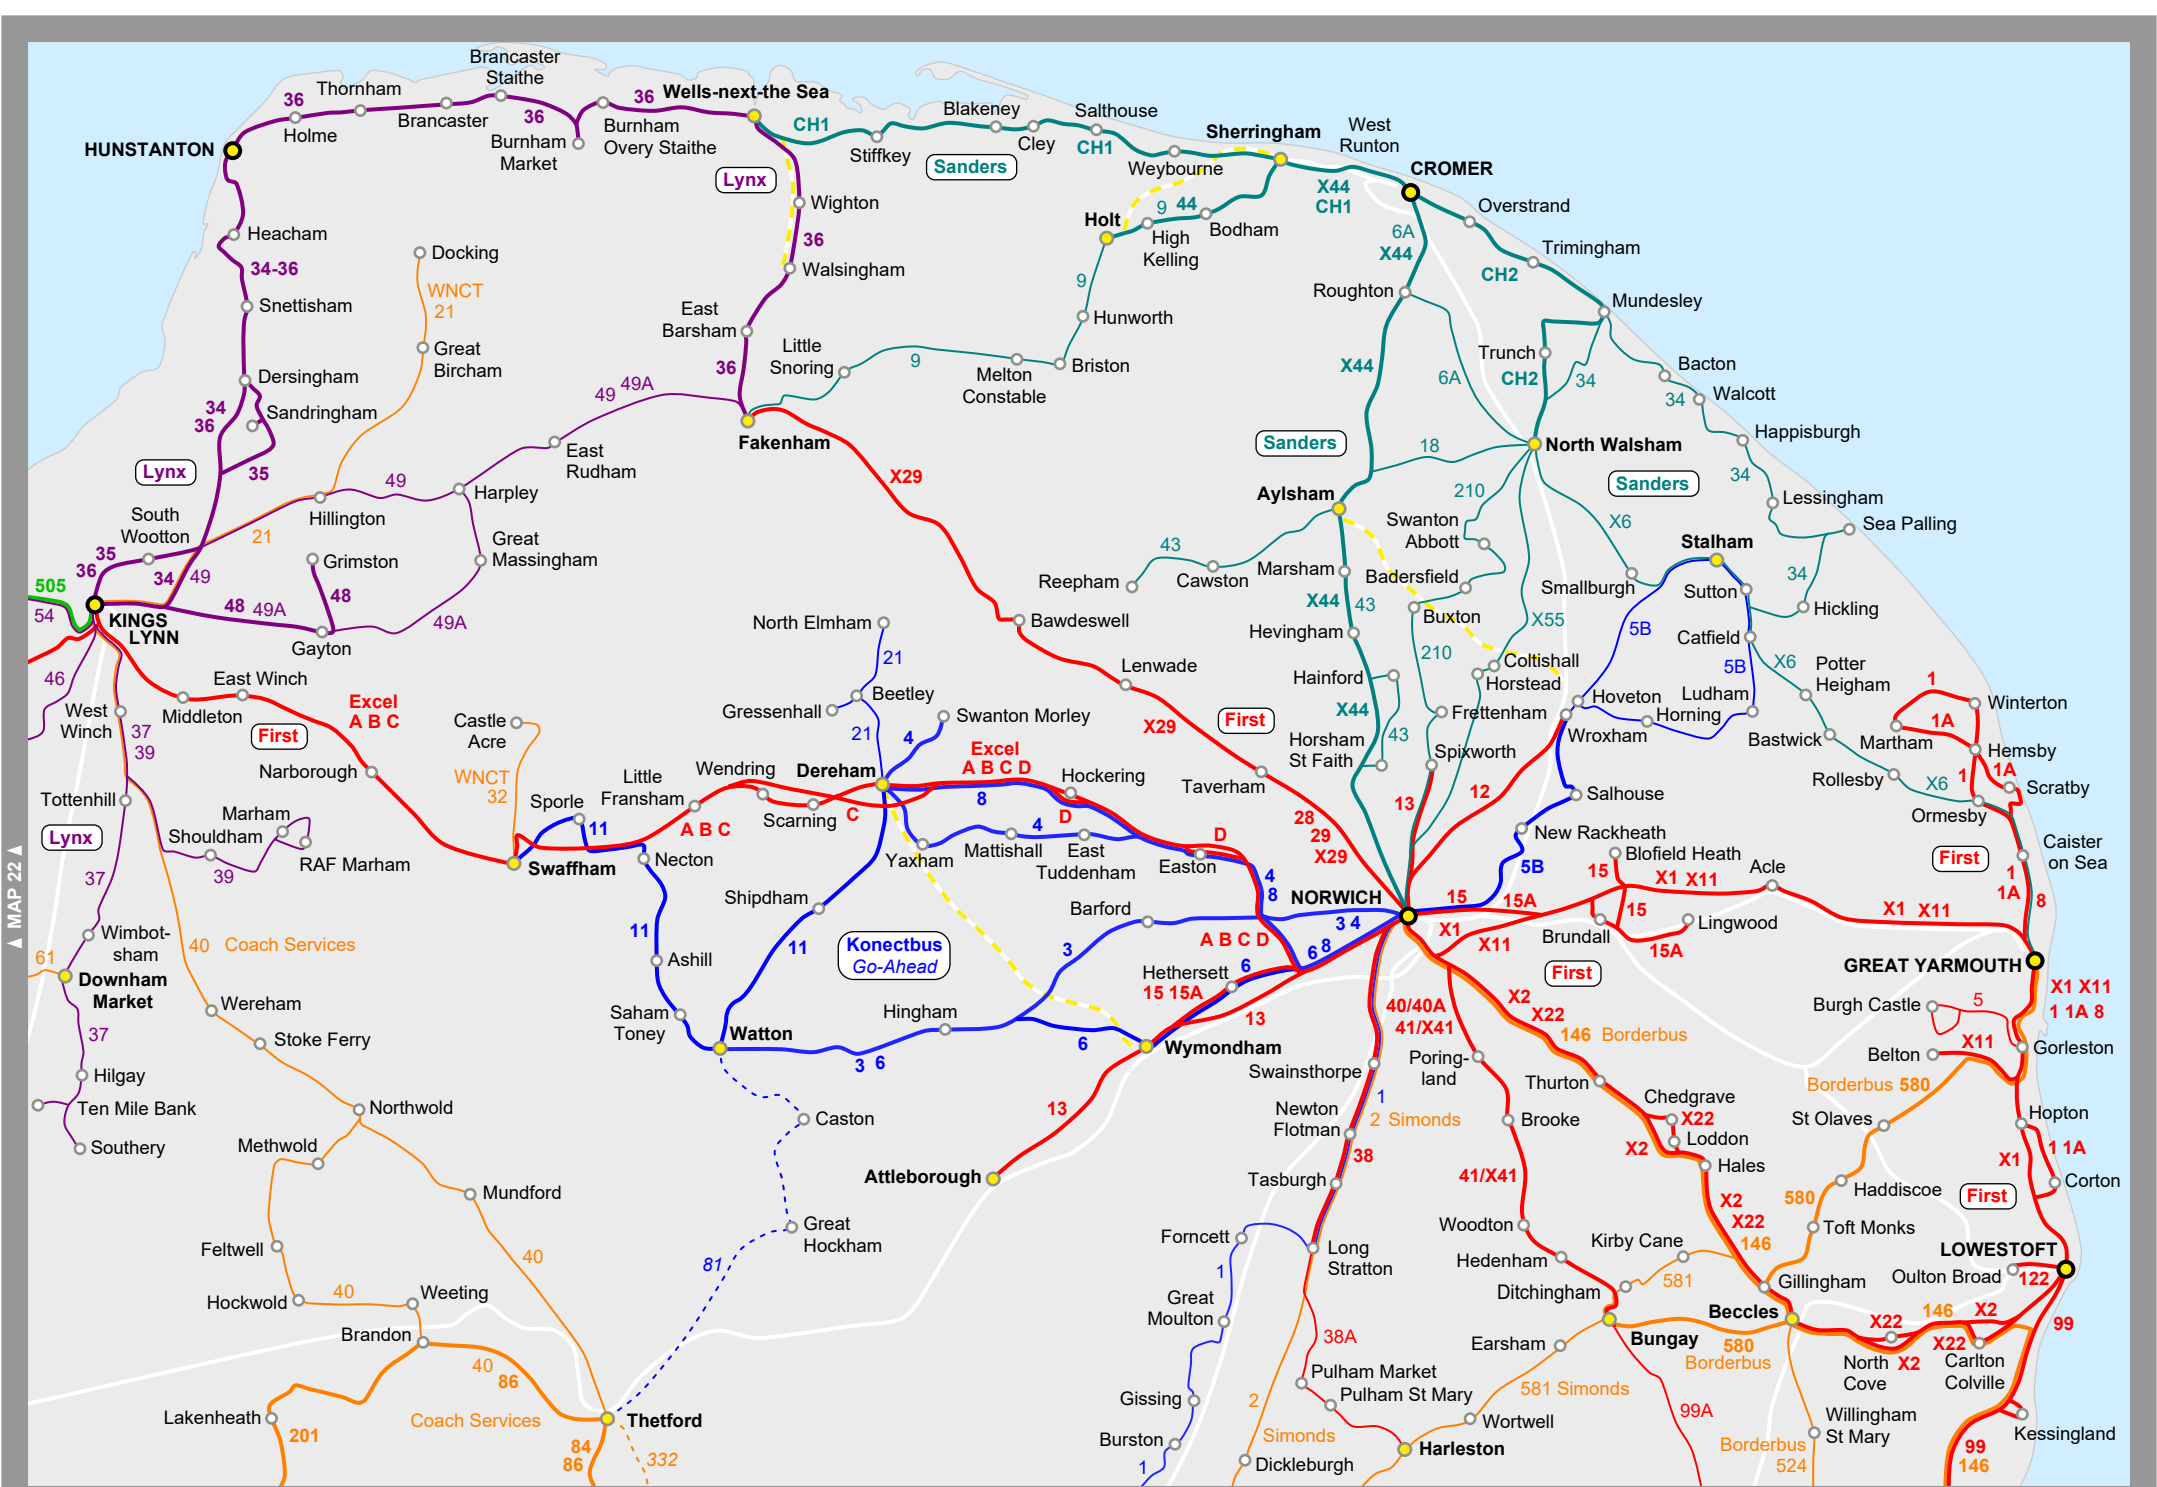 Brancaster
Staithe
Thornham
36
Holme
Brancaster
36
Burnham
Market
36
Burnham
Overy Staithe
Wells-next-the Sea
CH1
Stiffkey
Blakeney
Cley
Salthouse
CH1
Weybourne
Sherringham
West
Runton
CROMER
HUNSTANTON
Lynx
Sanders
X44
CH1
Overstrand
Wighton
Holt
9
44
High
Kelling
Bodham
6A
X44
Trimingham
CH2
Heacham
34-36
Docking
WNCT
21
36
Walsingham
9
Roughton
Mundesley
Snettisham
East
Barsham
Hunworth
Great
Bircham
Little
Snoring
9
Melton
Constable
Briston
X44
6A
Trunch
CH2
34
Bacton
Dersingham
36
49A
49
34
Walcott
34
36
Sandringham
Fakenham
Sanders
18
North Walsham
Happisburgh
Lynx
35
East
Rudham
X29
34
Sanders
49
Harpley
Aylsham
210
Lessingham
Hillington
South
Wootton
21
Swanton
Abbott
X6
Sea Palling
Great
Massingham
35
36
34
49
Grimston
43
Reepham
Cawston
Marsham
Badersfield
Stalham
Smallburgh
Sutton
34
505
54
KINGS
LYNN
48
49A
48
49A
Gayton
X44
43
Buxton
X55
5B
Hickling
North Elmham
Bawdeswell
Hevingham
Catfield
21
210
Coltishall
Horstead
5B
X6
Potter
Heigham
46
East Winch
Middleton
Excel
A B C
Lenwade
Hainford
Hoveton
Ludham
1
Winterton
Beetley
Gressenhall
Swanton Morley
X44
Frettenham
Horning
1A
Martham
West
Winch
37
39
First
Castle
Acre
21
4
X29
First
43
Horsham
St Faith
Spixworth
Wroxham
Bastwick
Hemsby
1A
Narborough
WNCT
32
Little
Fransham
Wendring
Dereham
Excel
A B C D
8
Hockering
Taverham
Rollesby
X6
1
Scratby
Tottenhill
Sporle
11
A B C
Scarning
C
D
28
29
X29
13
12
Salhouse
Ormesby
Lynx
Marham
Shouldham
RAF Marham
39
Swaffham
Necton
Yaxham
4
Mattishall
East
Tuddenham
D
Easton
New Rackheath
Blofield Heath
5B
15
X1 X11
Acle
First
Caister
on Sea
MAP 22
37
Shipdham
4
8
NORWICH
15
15A
15
1
1A
8
Wimbot-
sham
40
Coach Services
11
11
Konectbus
Go-Ahead
Barford
3
A B C D
3 4
6 8
X1
X11
Brundall
Lingwood
15A
X1 X11
61
Downham
Market
Ashill
Hethersett
15 15A
6
First
GREAT YARMOUTH
X1 X11
1 1A 8
Wereham
37
Stoke Ferry
Saham
Toney
Watton
3 6
Hingham
6
13
Wymondham
40/40A
41/X41
X2
X22
146 Borderbus
Burgh Castle
5
X11
Belton
Gorleston
Hilgay
Ten Mile Bank
Southery
Northwold
Methwold
Caston
13
Attleborough
Swainsthorpe
1
Newton
Flotman
2 Simonds
38
Poring-
land
Brooke
Thurton
Chedgrave
X22
Loddon
X2
Hales
Borderbus 580
St Olaves
Hopton
1 1A
X1
Corton
Mundford
Tasburgh
41/X41
X2
X22
146
580
Haddiscoe
Toft Monks
First
Feltwell
40
Great
Hockham
81
Forncett
1
Long
Stratton
Woodton
Hedenham
Ditchingham
Kirby Cane
581
Gillingham
LOWESTOFT
Oulton Broad
122
Hockwold
40
Weeting
Brandon
Great
Moulton
38A
Earsham
Bungay
Beccles
580
Borderbus
X22
146
X2
X22
North
Cove
X2
Carlton
Colville
99
40
86
Lakenheath
201
Coach Services
Thetford
84
86
332
Gissing
Burston
1
Pulham Market
Pulham St Mary
2
Simonds
Dickleburgh
Harleston
581 Simonds
Wortwell
99A
Willingham
St Mary
Borderbus
524
Kessingland
99
146